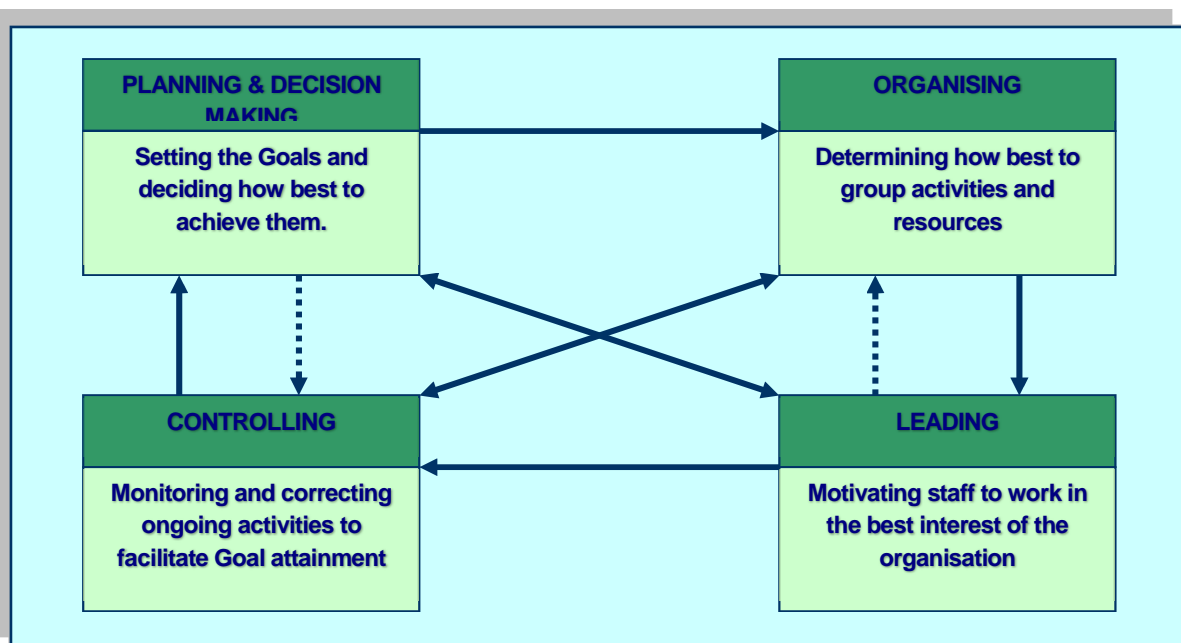 PLANNING & DECISION
MAKING
Setting the Goals and
deciding how best to
achieve them.
ORGANISING
Determining how best to
group activities and
resources
CONTROLLING
Monitoring and correcting
ongoing activities to
facilitate Goal attainment
LEADING
Motivating staff to work in
the best interest of the
organisation